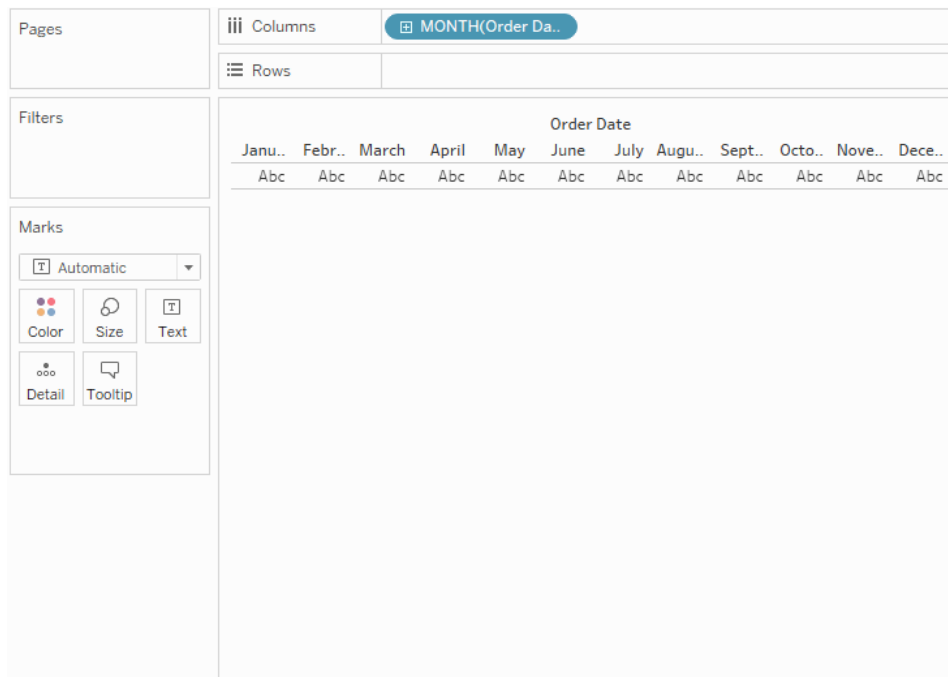 Pages
Columns
MONTH(Order Da..
Rows
Filters
Order Date
Janu.. Febr.. March April May June July Augu.. Sept.. Octo.. Nove.. Dece..
Abc Abc Abc Abc Abc Abc Abc Abc Abc Abc Abc Abc
Marks
T Automatic
T
Color Size Text
Detail Tooltip